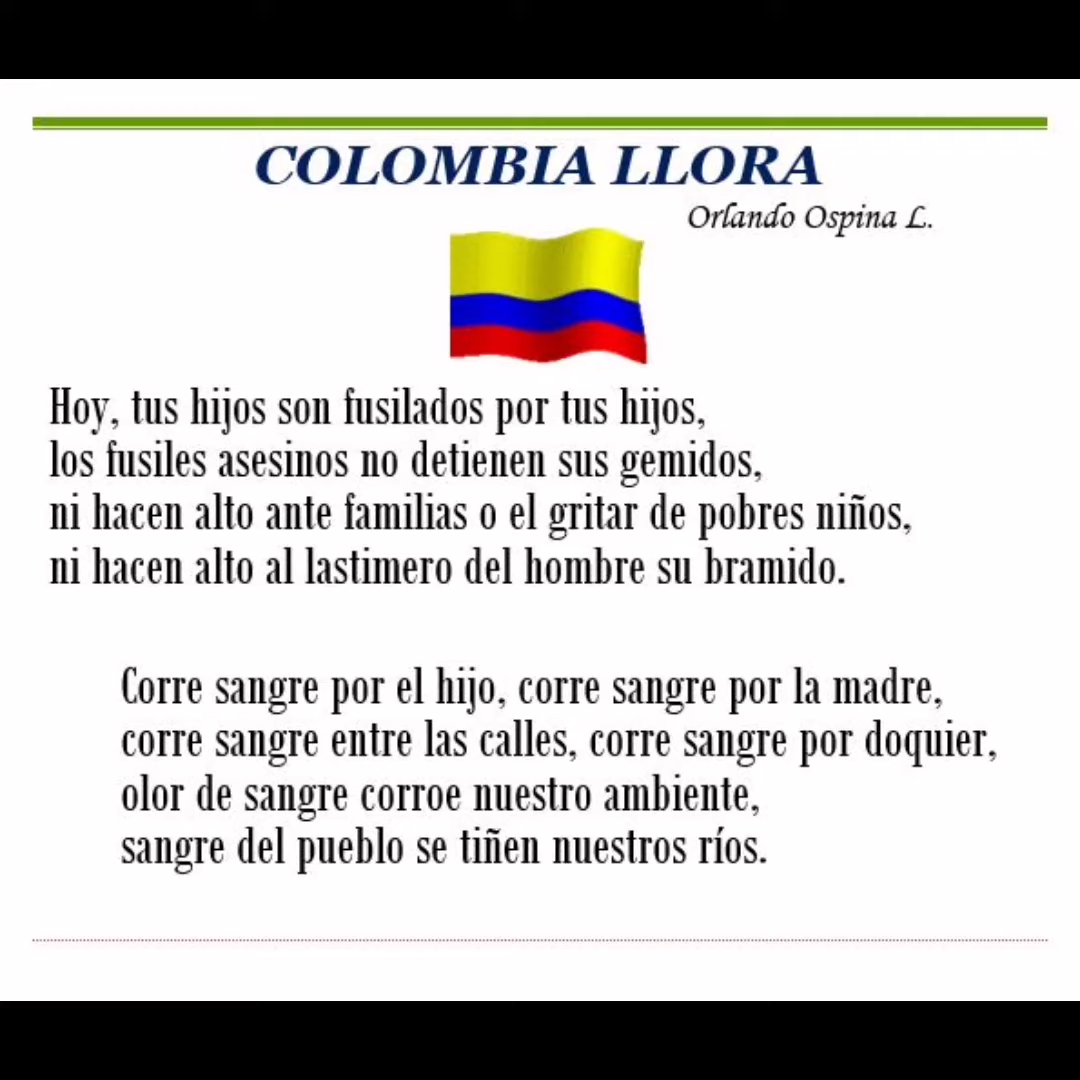 COLOMBIA LLORA
Orlando Ospina L.
Hoy, tus hijos son fusilados por tus hijos,
los fusiles asesinos no detienen sus gemidos,
ni hacen alto ante familias o el gritar de pobres niños,
ni hacen alto al lastimero del hombre su bramido.
Corre sangre por el hijo, corre sangre por la madre,
corre sangre entre las calles, corre sangre por doquier,
olor de sangre corroe nuestro ambiente,
sangre del pueblo se tiñen nuestros ríos.